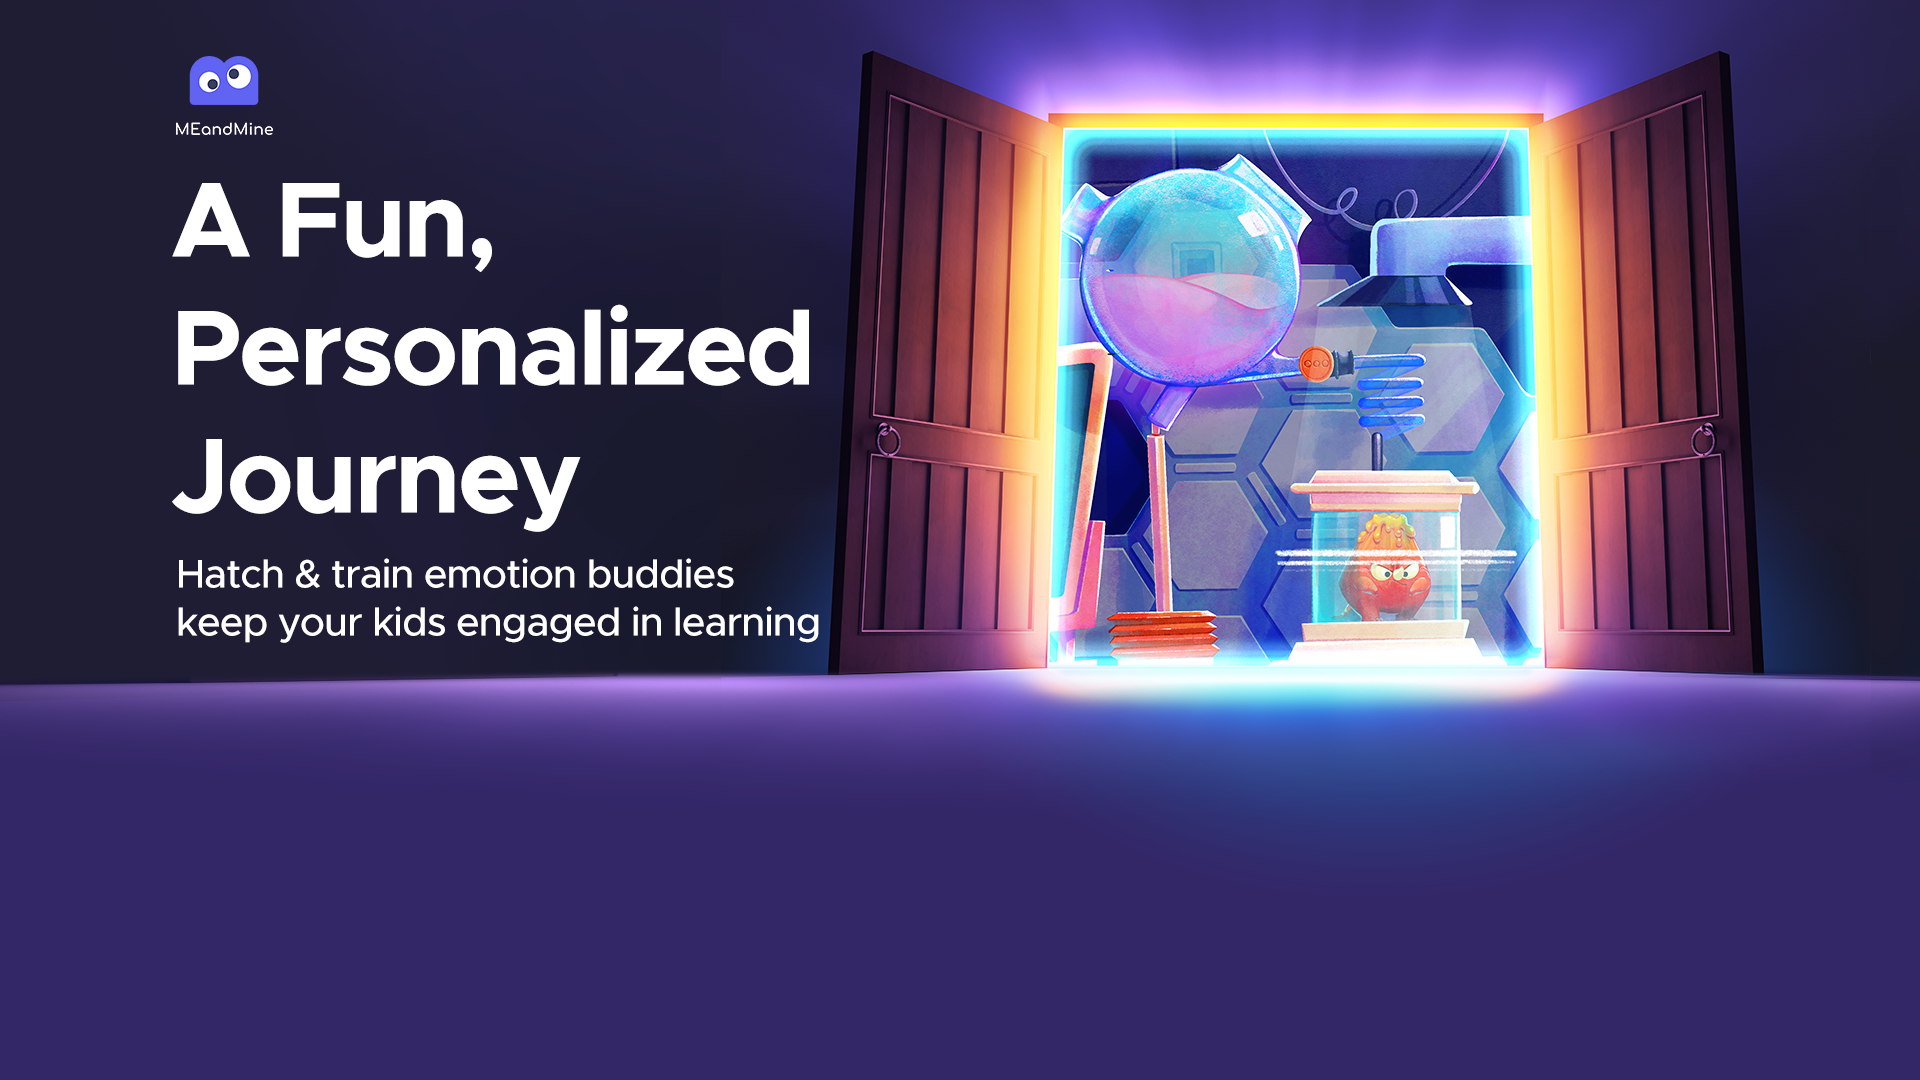 MEandMine
A Fun,
Personalized
Journey
Hatch & train emotion buddies
keep your kids engaged in learning